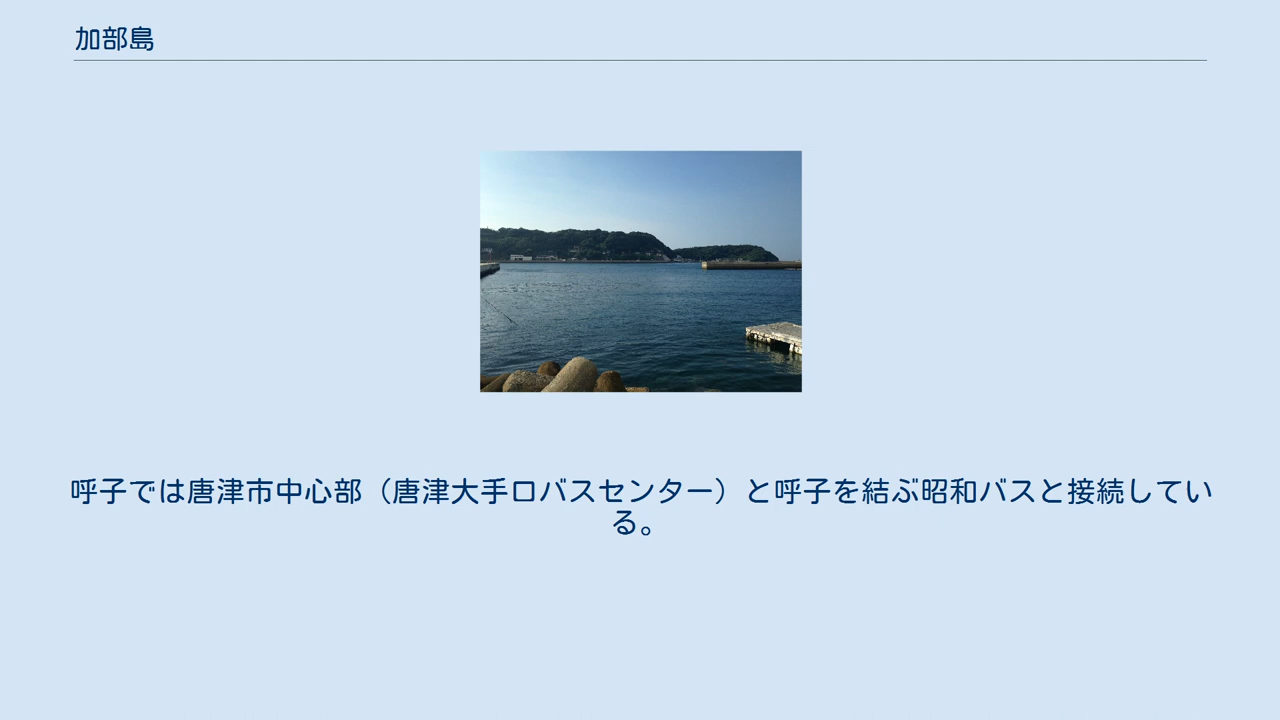 加部島
呼子では唐津市中心部（唐津大手口バスセンター）と呼子を結ぶ昭和バスと接続してい
る。